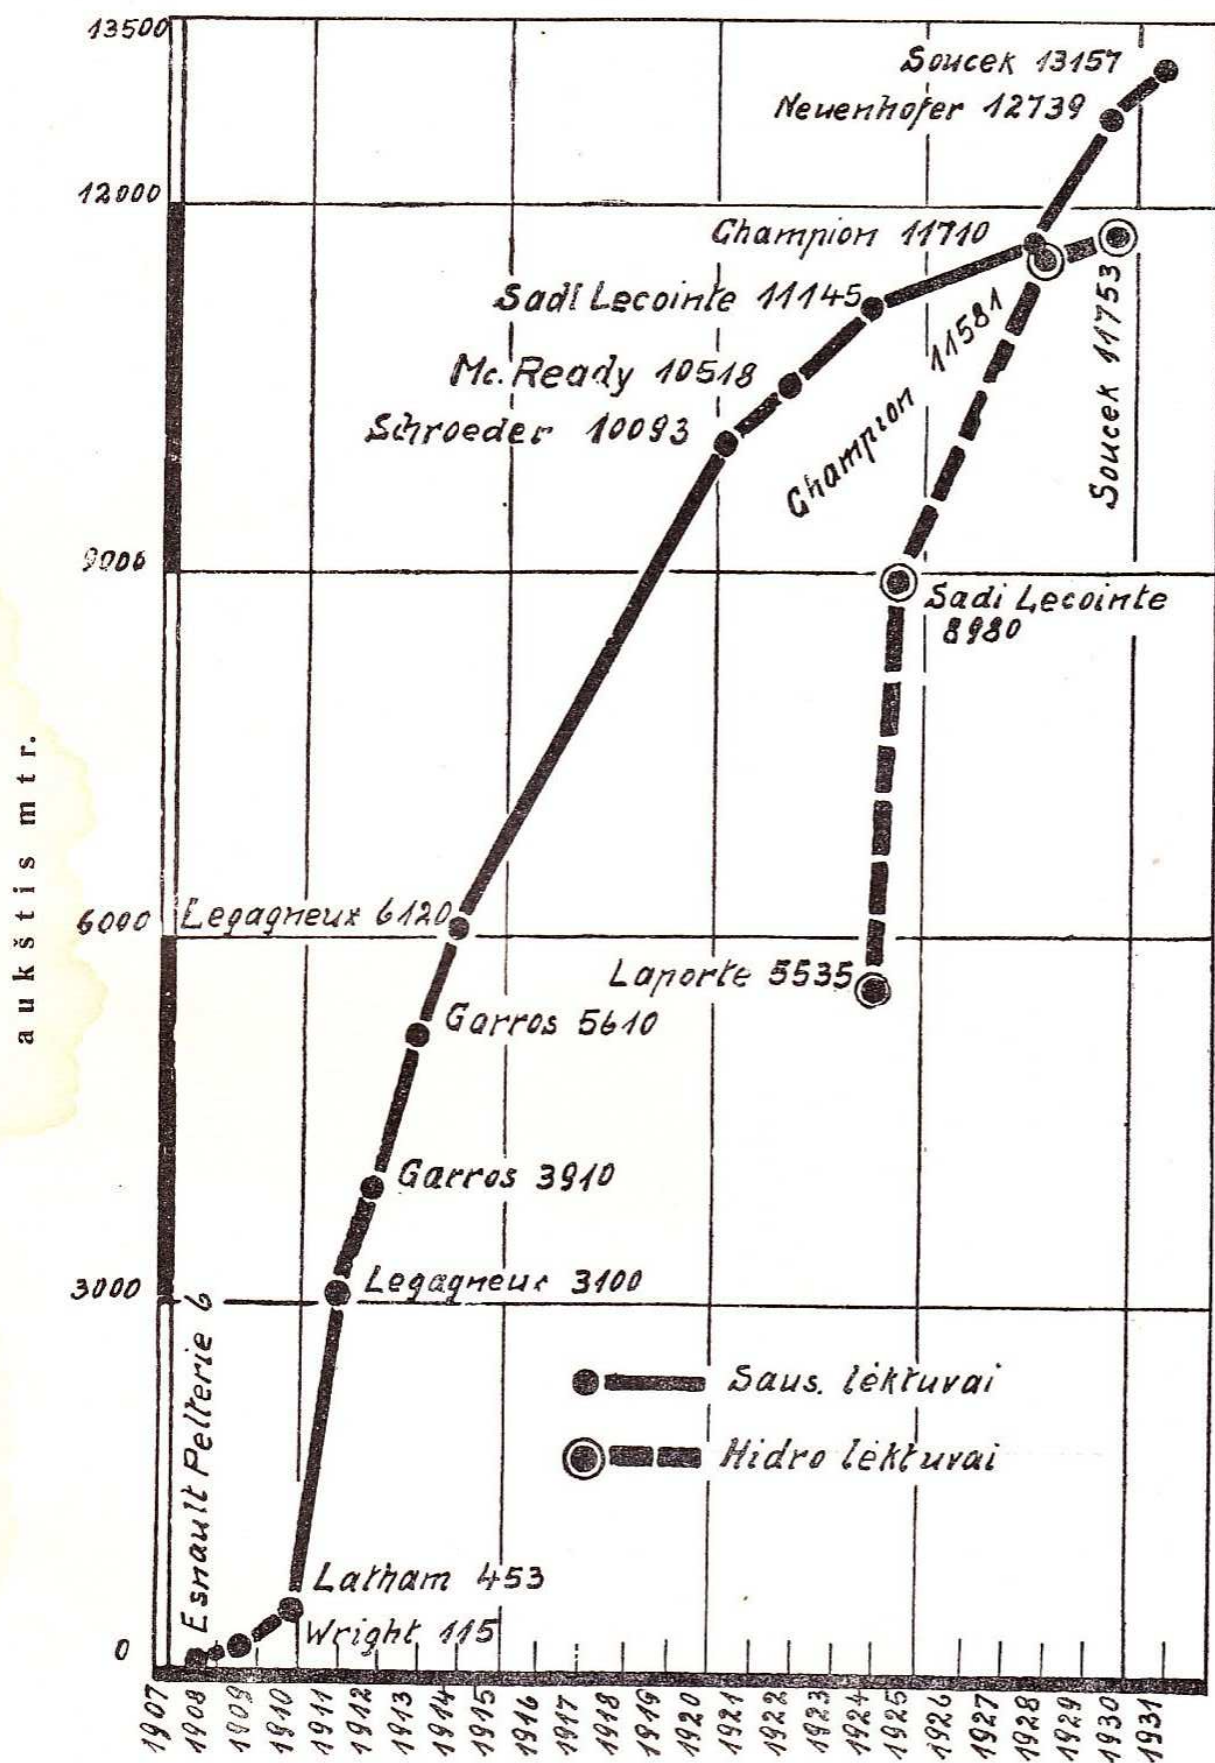 13500
Soucek 13157
Neuenhofer 12739
12000
Champion 11710
Sadi Lecointe 11145
Champion 11581
Soucek 11753
Mc. Ready 10518
Schroeder 10093
9000
Sadi Lecointe
8980
aukštis mtr.
6000
Legagneux 6120
Laporte 5535
Garros 5610
Garros 3910
3000
Legagneux 3100
Esnault Pelterie 6
Saus. lėktuvai
Hidro lėktuvai
Latham 453
Wright 115
0
1907
1908
1909
1910
1911
1912
1913
1914
1915
1916
1917
1918
1919
1920
1921
1922
1923
1924
1925
1926
1927
1928
1929
1930
1931